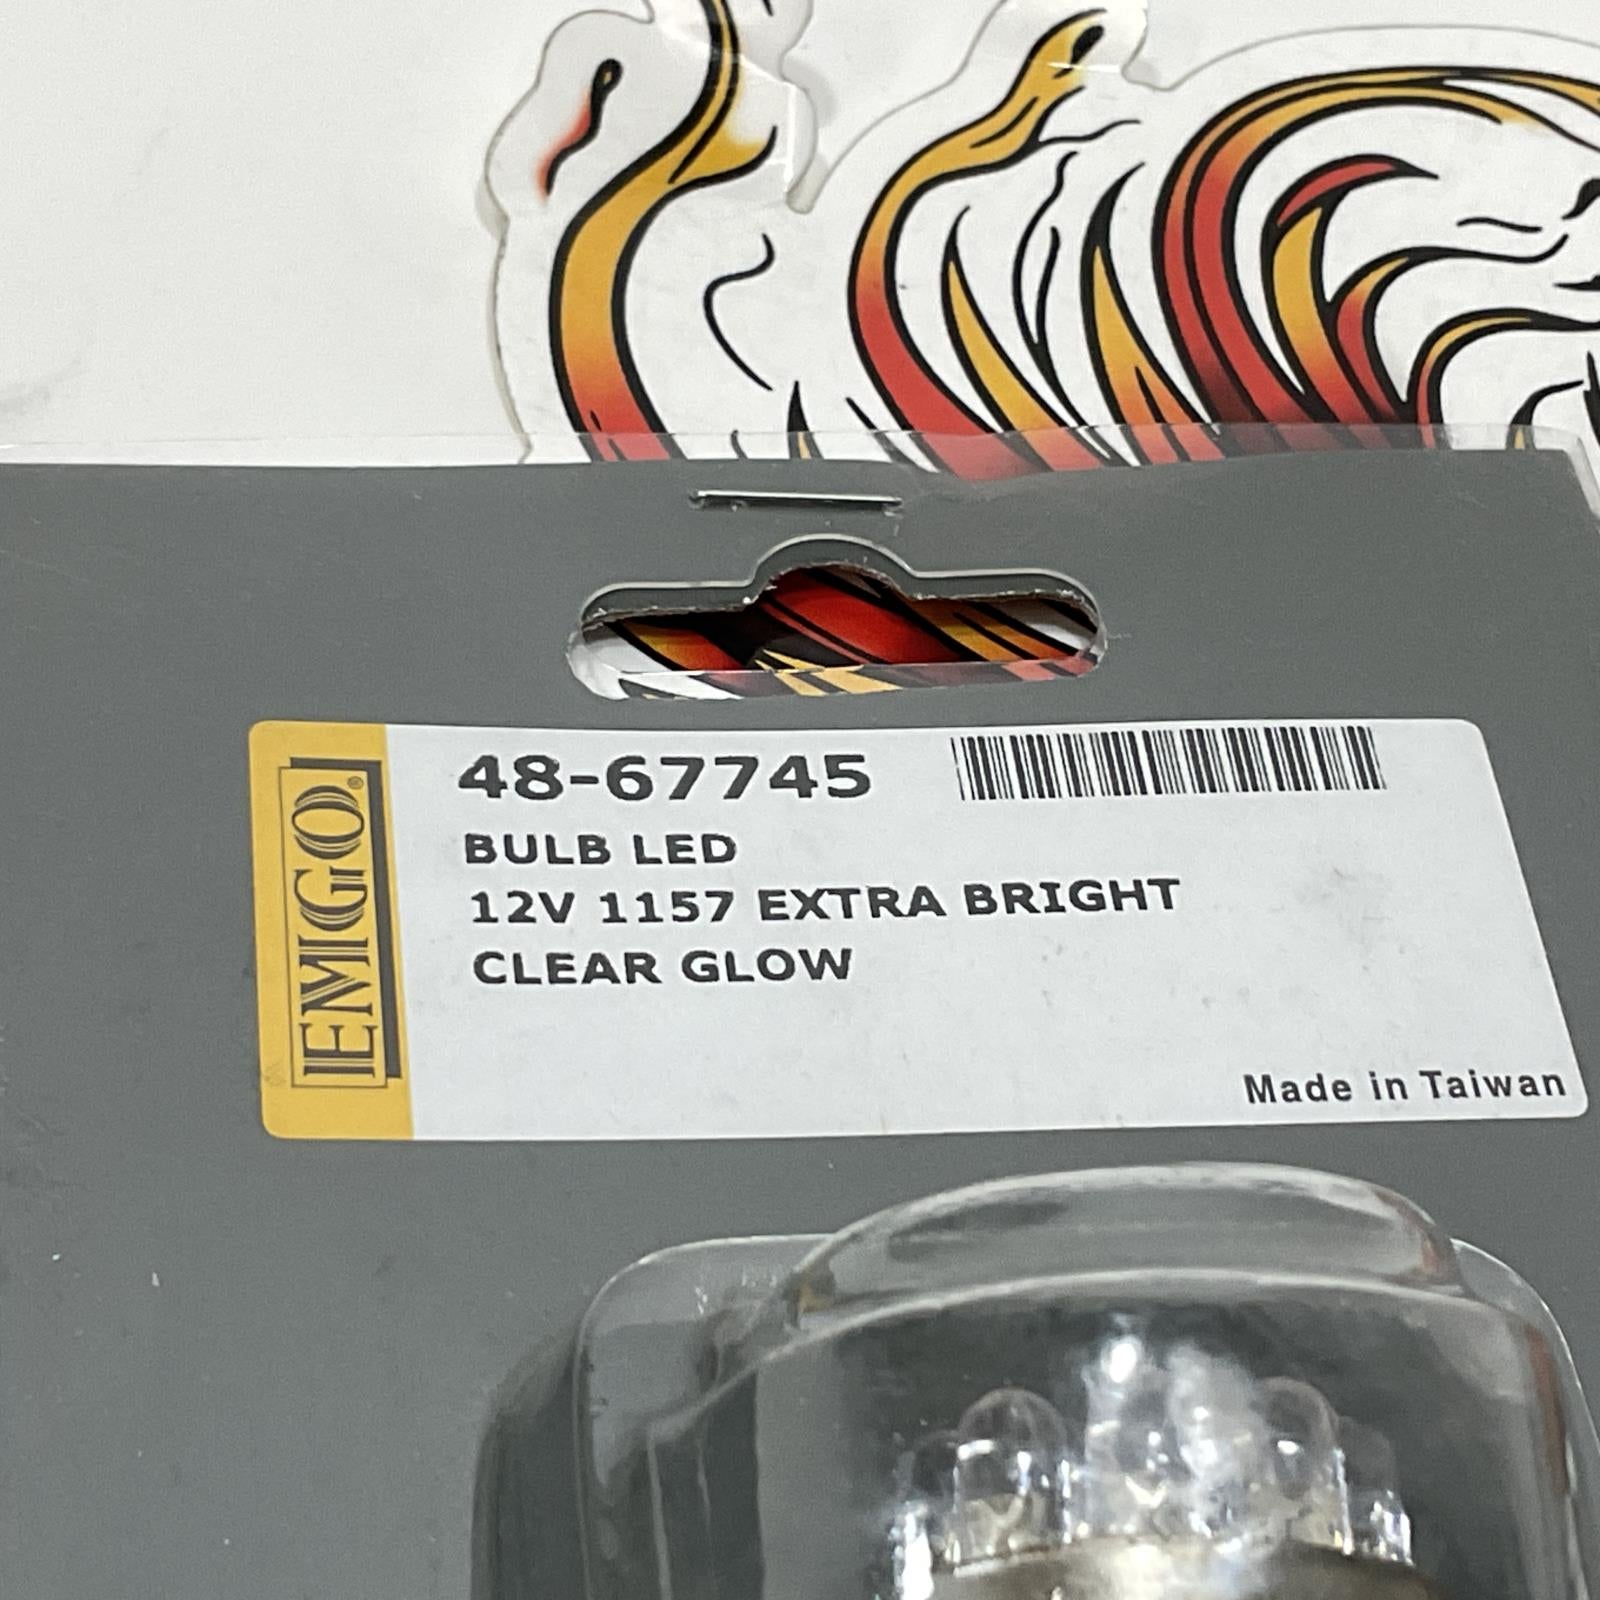 EMGO®
48-67745
BULB LED
12V 1157 EXTRA BRIGHT
CLEAR GLOW
Made in Taiwan